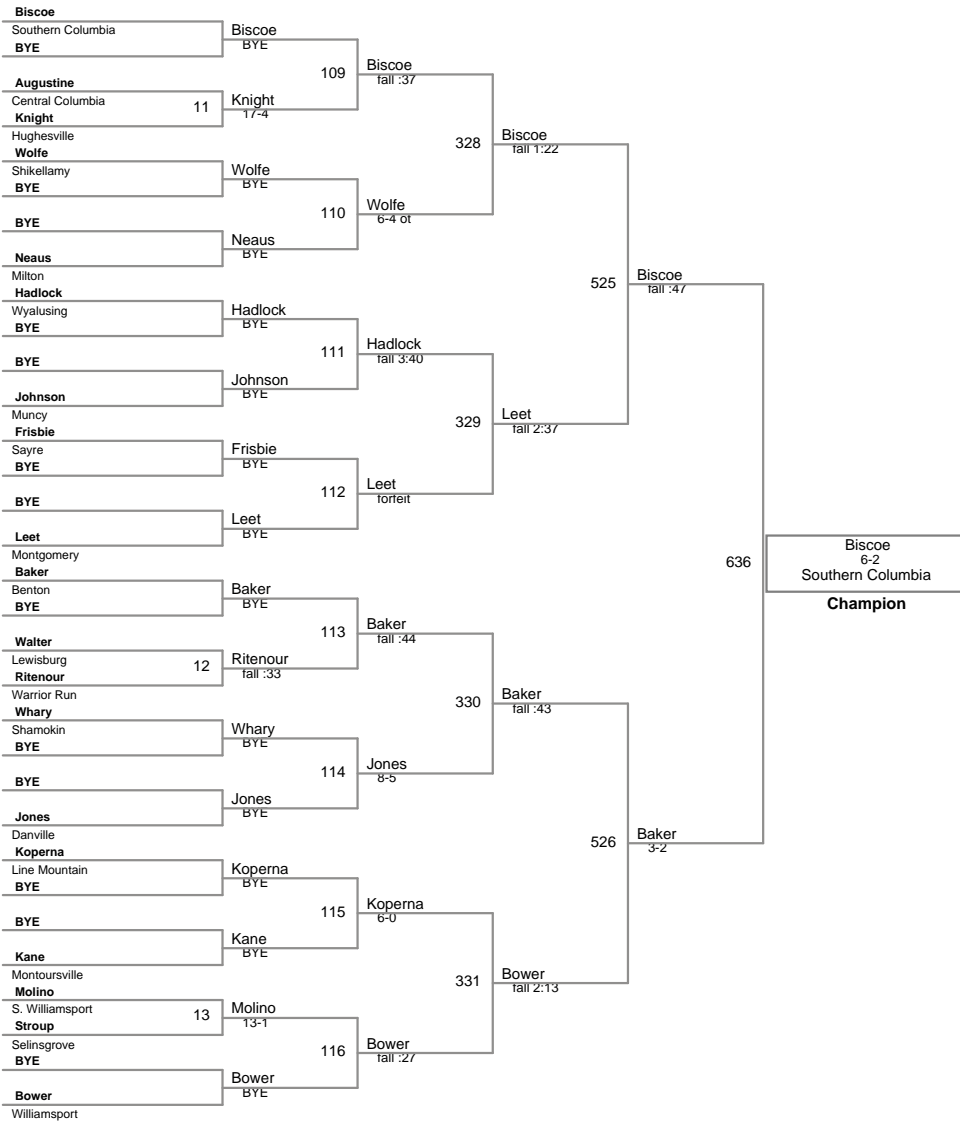 Biscoe
Southern Columbia
BYE
Augustine
Central Columbia
Knight
Hughesville
Wolfe
Shikellamy
BYE
BYE
Neaus
Milton
Hadlock
Wyalusing
BYE
BYE
Johnson
Muncy
Frisbie
Sayre
BYE
BYE
Leet
Montgomery
Baker
Benton
BYE
Walter
Lewisburg
Ritenour
Warrior Run
Whary
Shamokin
BYE
BYE
Jones
Danville
Koperna
Line Mountain
BYE
BYE
Kane
Montoursville
Molino
S. Williamsport
Stroup
Selinsgrove
BYE
Bower
Williamsport
11
12
13
Biscoe
BYE
Knight
17-4
Wolfe
BYE
Neaus
BYE
Hadlock
BYE
Johnson
BYE
Frisbie
BYE
Leet
BYE
Baker
BYE
Ritenour
fall :33
Whary
BYE
Jones
BYE
Koperna
BYE
Kane
BYE
Molino
13-1
Bower
BYE
109
110
111
112
113
114
115
116
Biscoe
fall :37
Wolfe
6-4 ot
Hadlock
fall 3:40
Leet
forfeit
Baker
fall :44
Jones
8-5
Koperna
6-0
Bower
fall :27
328
329
330
331
Biscoe
fall 1:22
Leet
fall 2:37
Baker
fall :43
Bower
fall 2:13
525
526
Biscoe
fall :47
Baker
3-2
636
Biscoe
6-2
Southern Columbia
Champion